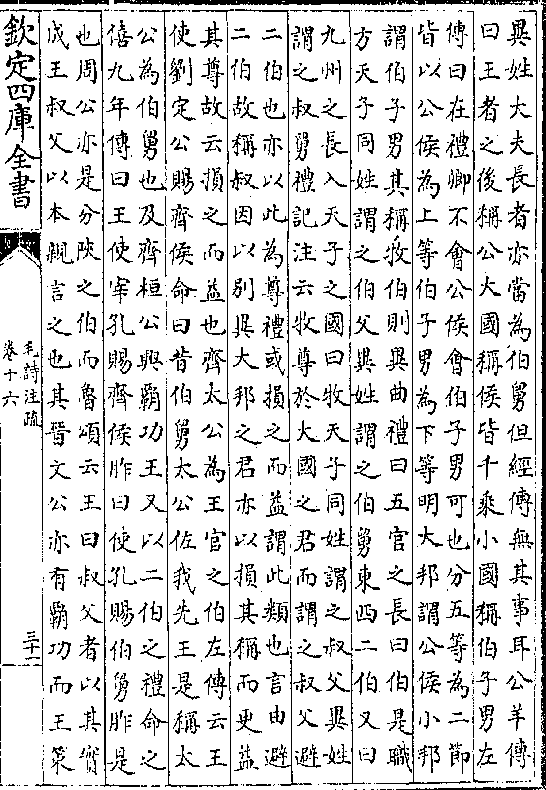 異姓大夫長者亦當為伯舅但經傳無其事耳公羊傳
曰王者之後稱公大國稱侯皆千乘小國稱伯子男左
傳曰在禮卿不會公侯會伯子男可也分五等為二節
皆以公侯為上等伯子男為下等明大邦謂公侯小邦
謂伯子男其稱牧伯則異曲禮曰五官之長曰伯是職
方天子同姓謂之伯父異姓謂之伯舅東西二伯又曰
九州之長入天子之國曰牧天子同姓謂之叔父異姓
謂之叔舅禮記注云牧尊於大國之君而謂之叔父避
二伯也亦以此為尊禮或損之而益謂此類也言由避
二伯故稱叔因以別異大邦之君亦以損其稱而更益
其尊故云損之而益也齊太公為王官之伯左傳云王
使劉定公賜齊侯命曰昔伯舅太公佐我先王是稱太
公為伯舅也及齊桓公興霸功王又以二伯之禮命之
僖九年傳曰王使宰孔賜齊侯胙曰使孔賜伯舅胙是
也周公亦是分陝之伯而魯頌云王曰叔父者以其實
成王叔父以本親言之也其晉文公亦有霸功而王策
欽定四庫全書
毛詩注疏
卷十六
三十一